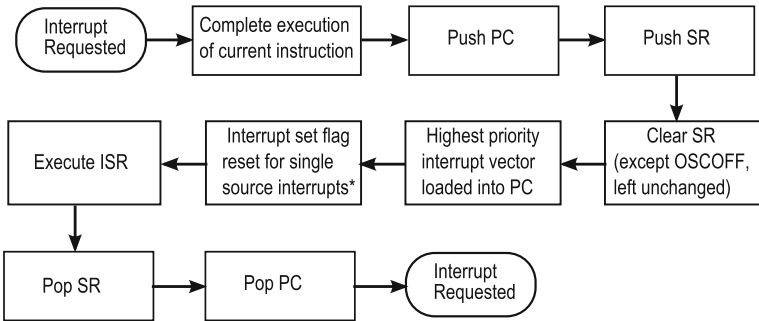 Interrupt
Requested
Complete execution
of current instruction
Push PC
Push SR
Clear SR
(except OSCOFF,
left unchanged)
Highest priority
interrupt vector
loaded into PC
Interrupt set flag
reset for single
source interrupts*
Execute ISR
Pop SR
Pop PC
Interrupt
Requested